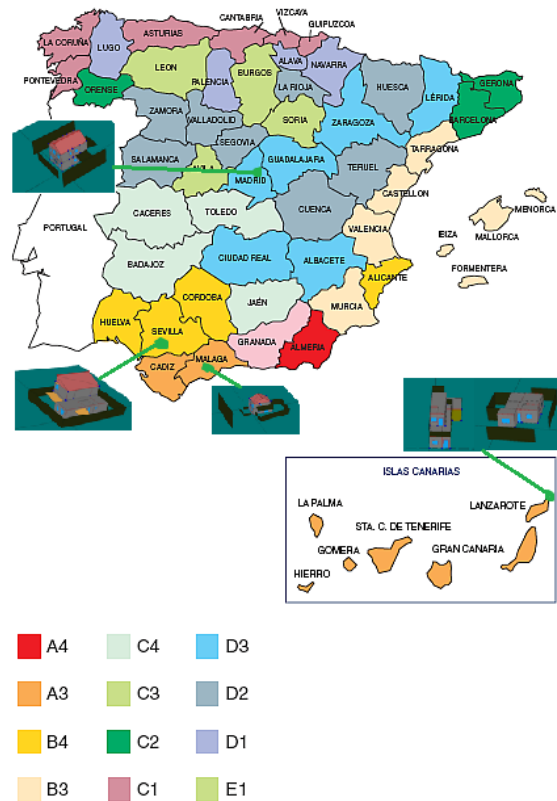 CANTABRIA
VIZCAYA
GUIPUZCOA
ASTURIAS
LA CORUÑA
LUGO
ALAVA
NAVARRA
LEON
BURGOS
PALENCIA
LA RIOJA
HUESCA
LÉRIDA
GERONA
PONTEVEDRA
ORENSE
ZAMORA
VALLADOLID
SORIA
ZARAGOZA
BARCELONA
SEGOVIA
TARRAGONA
SALAMANCA
AVILA
GUADALAJARA
MADRID
TERUEL
CASTELLON
MENORCA
CACERES
TOLEDO
CUENCA
PORTUGAL
VALENCIA
IBIZA
MALLORCA
BADAJOZ
CIUDAD REAL
ALBACETE
FORMENTERA
ALICANTE
CORDOBA
JAÉN
MURCIA
HUELVA
SEVILLA
GRANADA
ALMERIA
CADIZ
MALAGA
ISLAS CANARIAS
LA PALMA
LANZAROTE
STA. C. DE TENERIFE
GOMERA
GRAN CANARIA
HIERRO
A4 C4 D3
A3 C3 D2
B4 C2 D1
B3 C1 E1